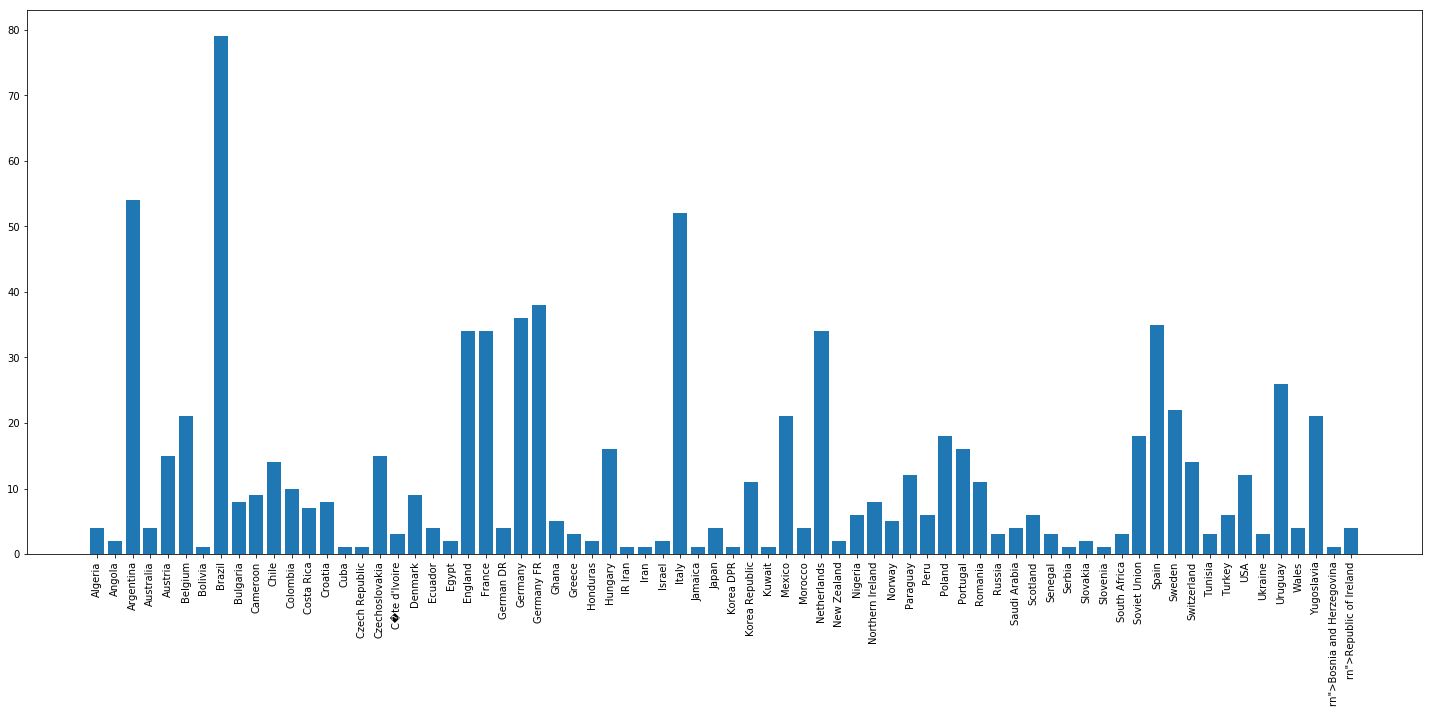 80
70
60
50
40
30
20
10
0
Algeria
Angola
Argentina
Australia
Austria
Belgium
Bolivia
Brazil
Bulgaria
Cameroon
Chile
Colombia
Costa Rica
Croatia
Cuba
Czech Republic
Czechoslovakia
C�te d'Ivoire
Denmark
Ecuador
Egypt
England
France
German DR
Germany
Germany FR
Ghana
Greece
Honduras
Hungary
IR Iran
Iran
Israel
Italy
Jamaica
Japan
Korea DPR
Korea Republic
Kuwait
Mexico
Morocco
Netherlands
New Zealand
Nigeria
Northern Ireland
Norway
Paraguay
Peru
Poland
Portugal
Romania
Russia
Saudi Arabia
Scotland
Senegal
Serbia
Slovakia
Slovenia
South Africa
Soviet Union
Spain
Sweden
Switzerland
Tunisia
Turkey
USA
Ukraine
Uruguay
Wales
Yugoslavia
rn">Bosnia and Herzegovina
rn">Republic of Ireland